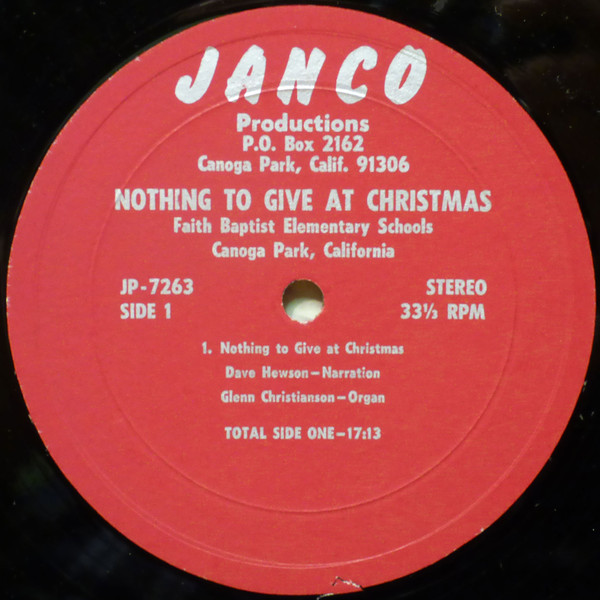 JANCO
Productions
P.O. Box 2162
Canoga Park, Calif. 91306
NOTHING TO GIVE AT CHRISTMAS
Faith Baptist Elementary Schools
Canoga Park, California
JP-7263 STEREO
SIDE 1 33⅓ RPM
1. Nothing to Give at Christmas
Dave Hewson—Narration
Glenn Christianson—Organ
TOTAL SIDE ONE—17:13